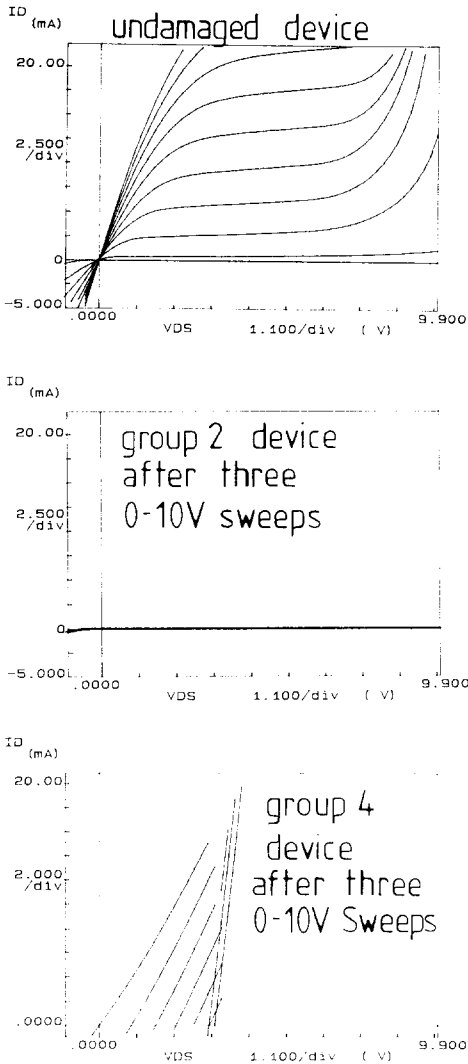 undamaged device
ID
(mA)
20.00
2.500
/div
0
-5.000
.0000
9.900
VDS 1.100/div ( V)
ID
(mA)
group 2 device
after three
0-10V sweeps
20.00
2.500
/div
0
-5.000
.0000
9.900
VDS 1.100/div ( V)
ID
(mA)
group 4
device
after three
0-10V Sweeps
20.00
2.000
/div
.0000
.0000
9.900
VDS 1.100/div ( V)